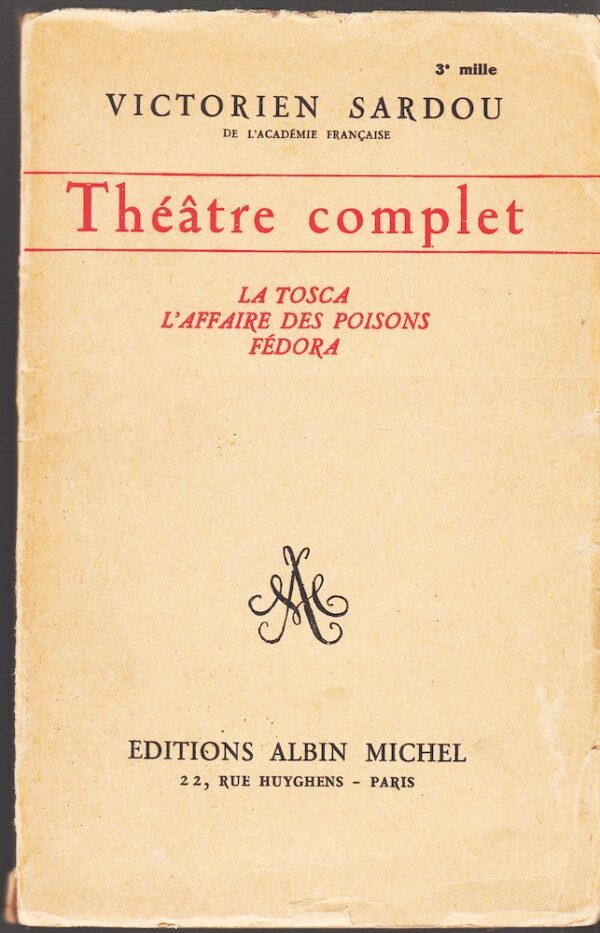 3e mille
VICTORIEN SARDOU
DE L'ACADÉMIE FRANÇAISE
Théâtre complet
LA TOSCA
L'AFFAIRE DES POISONS
FÉDORA
EDITIONS ALBIN MICHEL
22, RUE HUYGHENS – PARIS